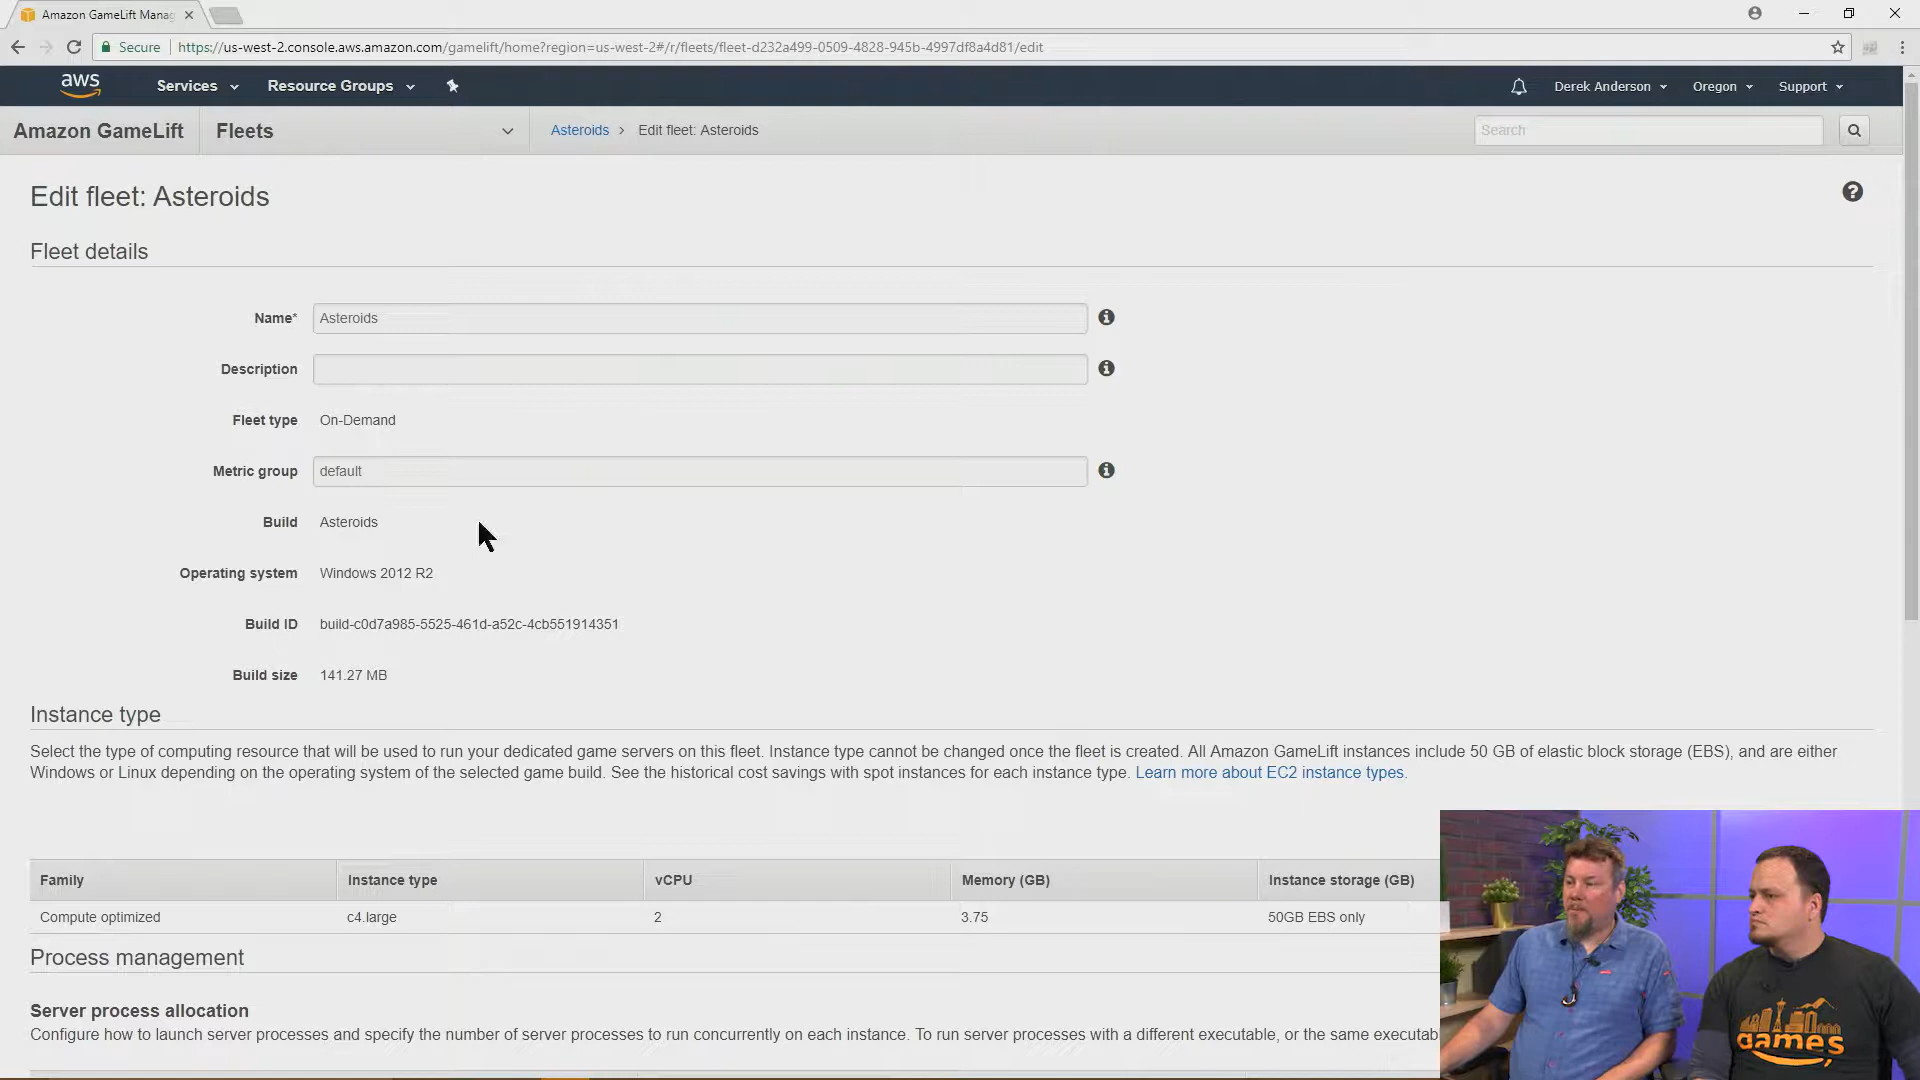 Amazon GameLift Manag
Secure
https://us-west-2.console.aws.amazon.com/gamelift/home?region=us-west-2#/r/fleets/fleet-d232a499-0509-4828-945b-4997df8a4d81/edit
aws
Services
Resource Groups
Derek Anderson
Oregon
Support
Amazon GameLift
Fleets
Asteroids
Edit fleet: Asteroids
Search
Edit fleet: Asteroids
Fleet details
Name*
Asteroids
Description
Fleet type
On-Demand
Metric group
default
Build
Asteroids
Operating system
Windows 2012 R2
Build ID
build-c0d7a985-5525-461d-a52c-4cb551914351
Build size
141.27 MB
Instance type
Select the type of computing resource that will be used to run your dedicated game servers on this fleet. Instance type cannot be changed once the fleet is created. All Amazon GameLift instances include 50 GB of elastic block storage (EBS), and are either
Windows or Linux depending on the operating system of the selected game build. See the historical cost savings with spot instances for each instance type. Learn more about EC2 instance types.
Family
Instance type
vCPU
Memory (GB)
Instance storage (GB)
Compute optimized
c4.large
2
3.75
50GB EBS only
Process management
Server process allocation
Configure how to launch server processes and specify the number of server processes to run concurrently on each instance. To run server processes with a different executable, or the same executab
games